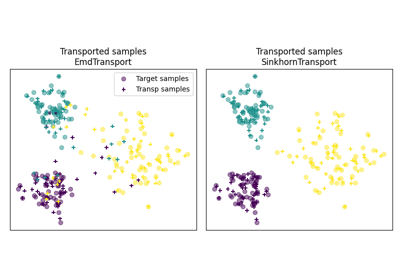 Transported samples
EmdTransport
Target samples
Transp samples
Transported samples
SinkhornTransport